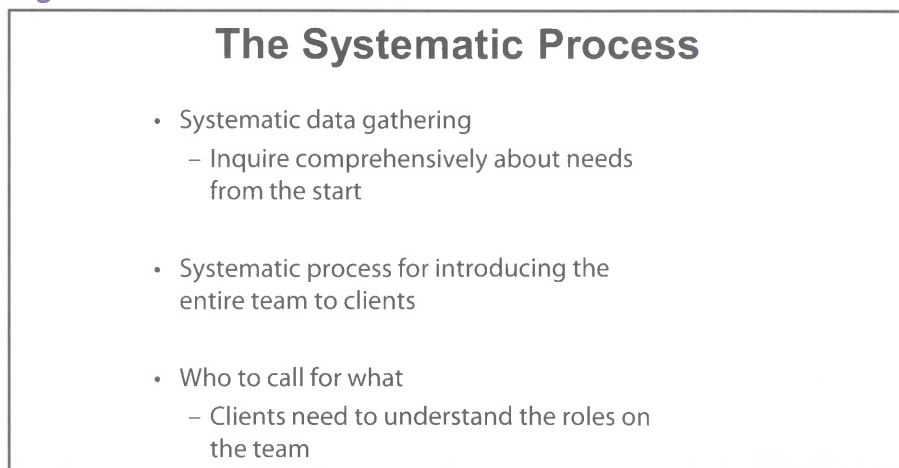 The Systematic Process
• Systematic data gathering
– Inquire comprehensively about needs
from the start
• Systematic process for introducing the
entire team to clients
• Who to call for what
– Clients need to understand the roles on
the team